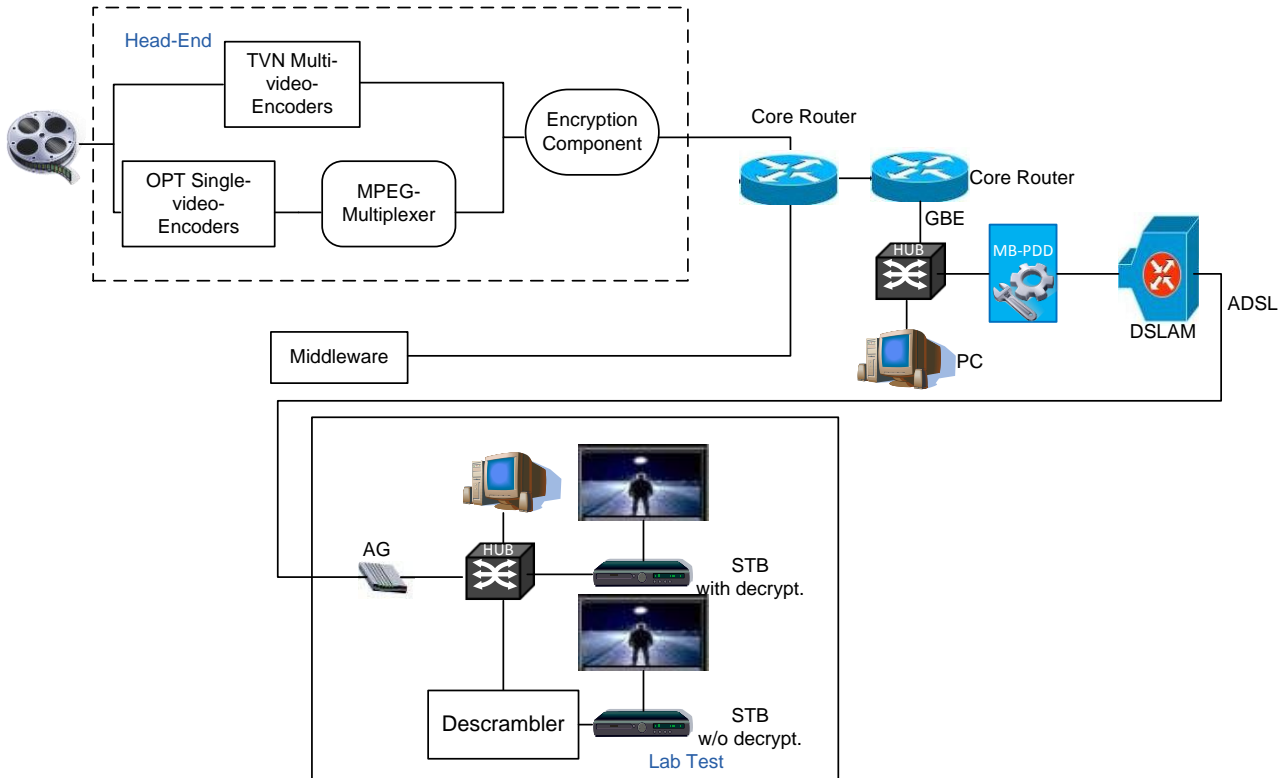 Head-End
TVN Multi-
video-
Encoders
Encryption
Component
OPT Single-
video-
Encoders
MPEG-
Multiplexer
Core Router
Core Router
GBE
HUB
MB-PDD
ADSL
DSLAM
PC
Middleware
AG
HUB
STB
with decrypt.
Descrambler
STB
w/o decrypt.
Lab Test